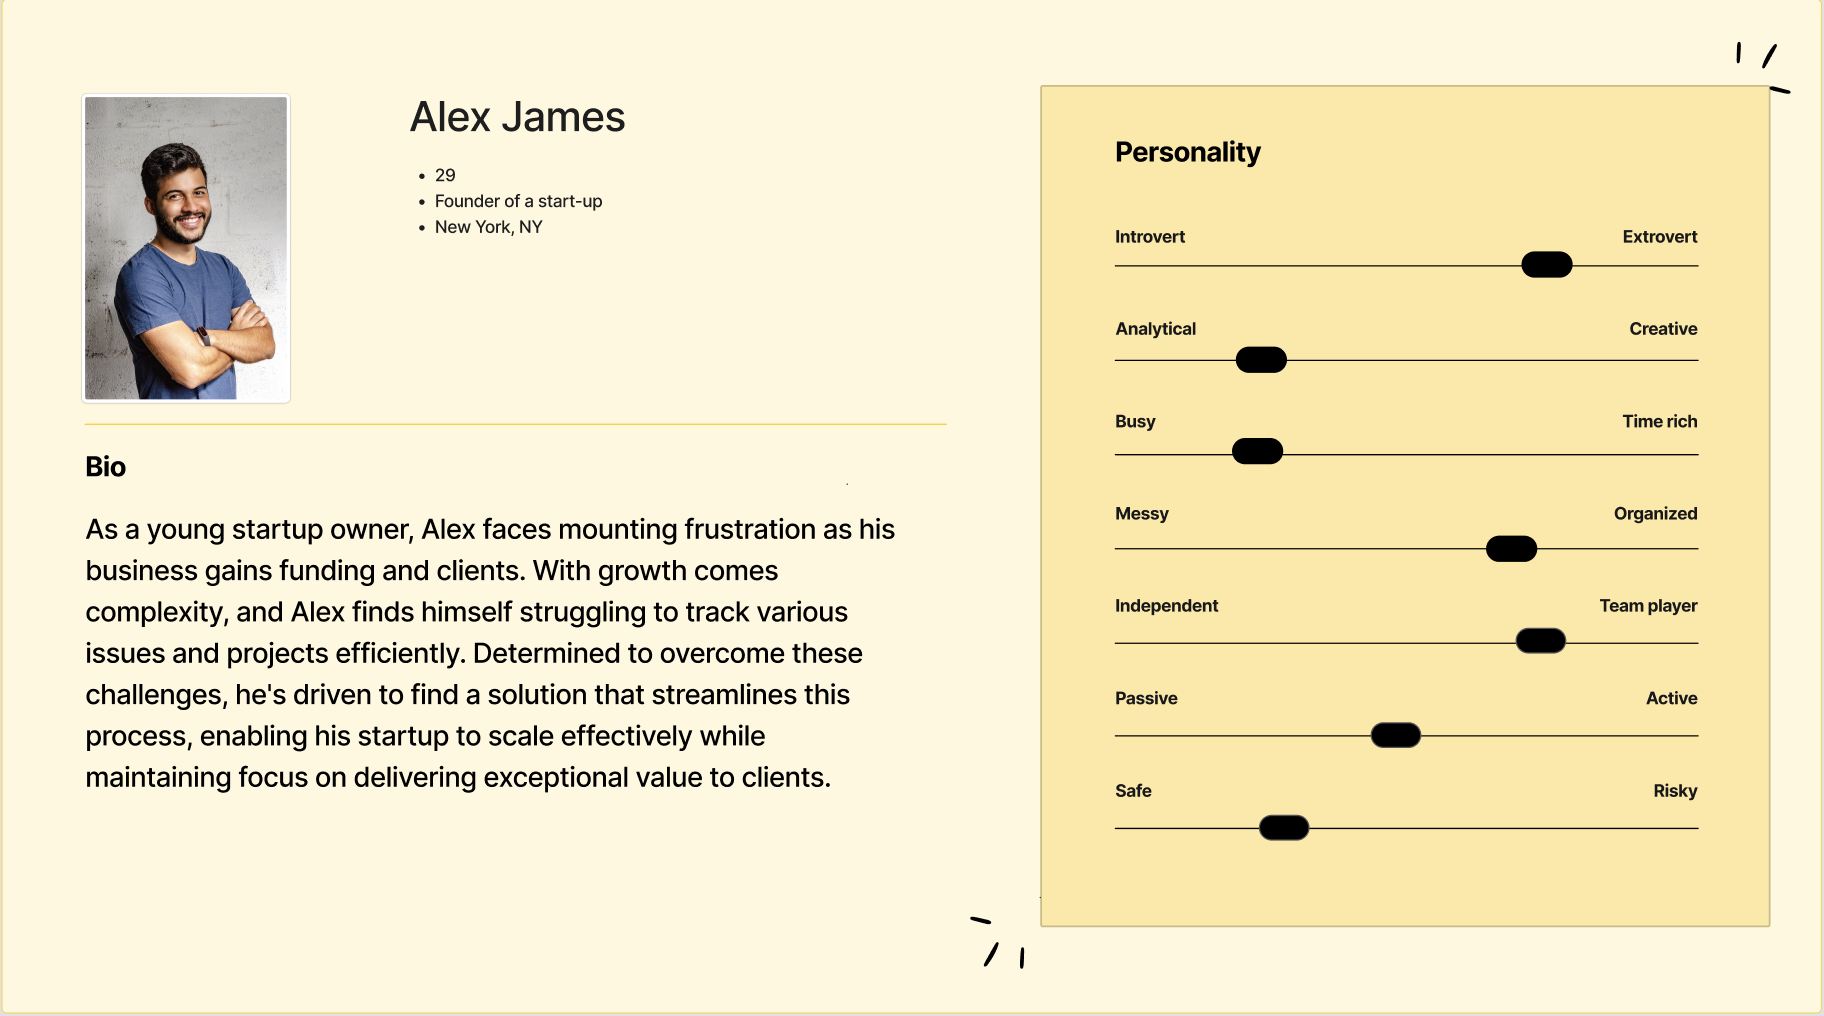 Alex James
• 29
• Founder of a start-up
• New York, NY
Bio
As a young startup owner, Alex faces mounting frustration as his
business gains funding and clients. With growth comes
complexity, and Alex finds himself struggling to track various
issues and projects efficiently. Determined to overcome these
challenges, he's driven to find a solution that streamlines this
process, enabling his startup to scale effectively while
maintaining focus on delivering exceptional value to clients.
Personality
Introvert Extrovert
Analytical Creative
Busy Time rich
Messy Organized
Independent Team player
Passive Active
Safe Risky